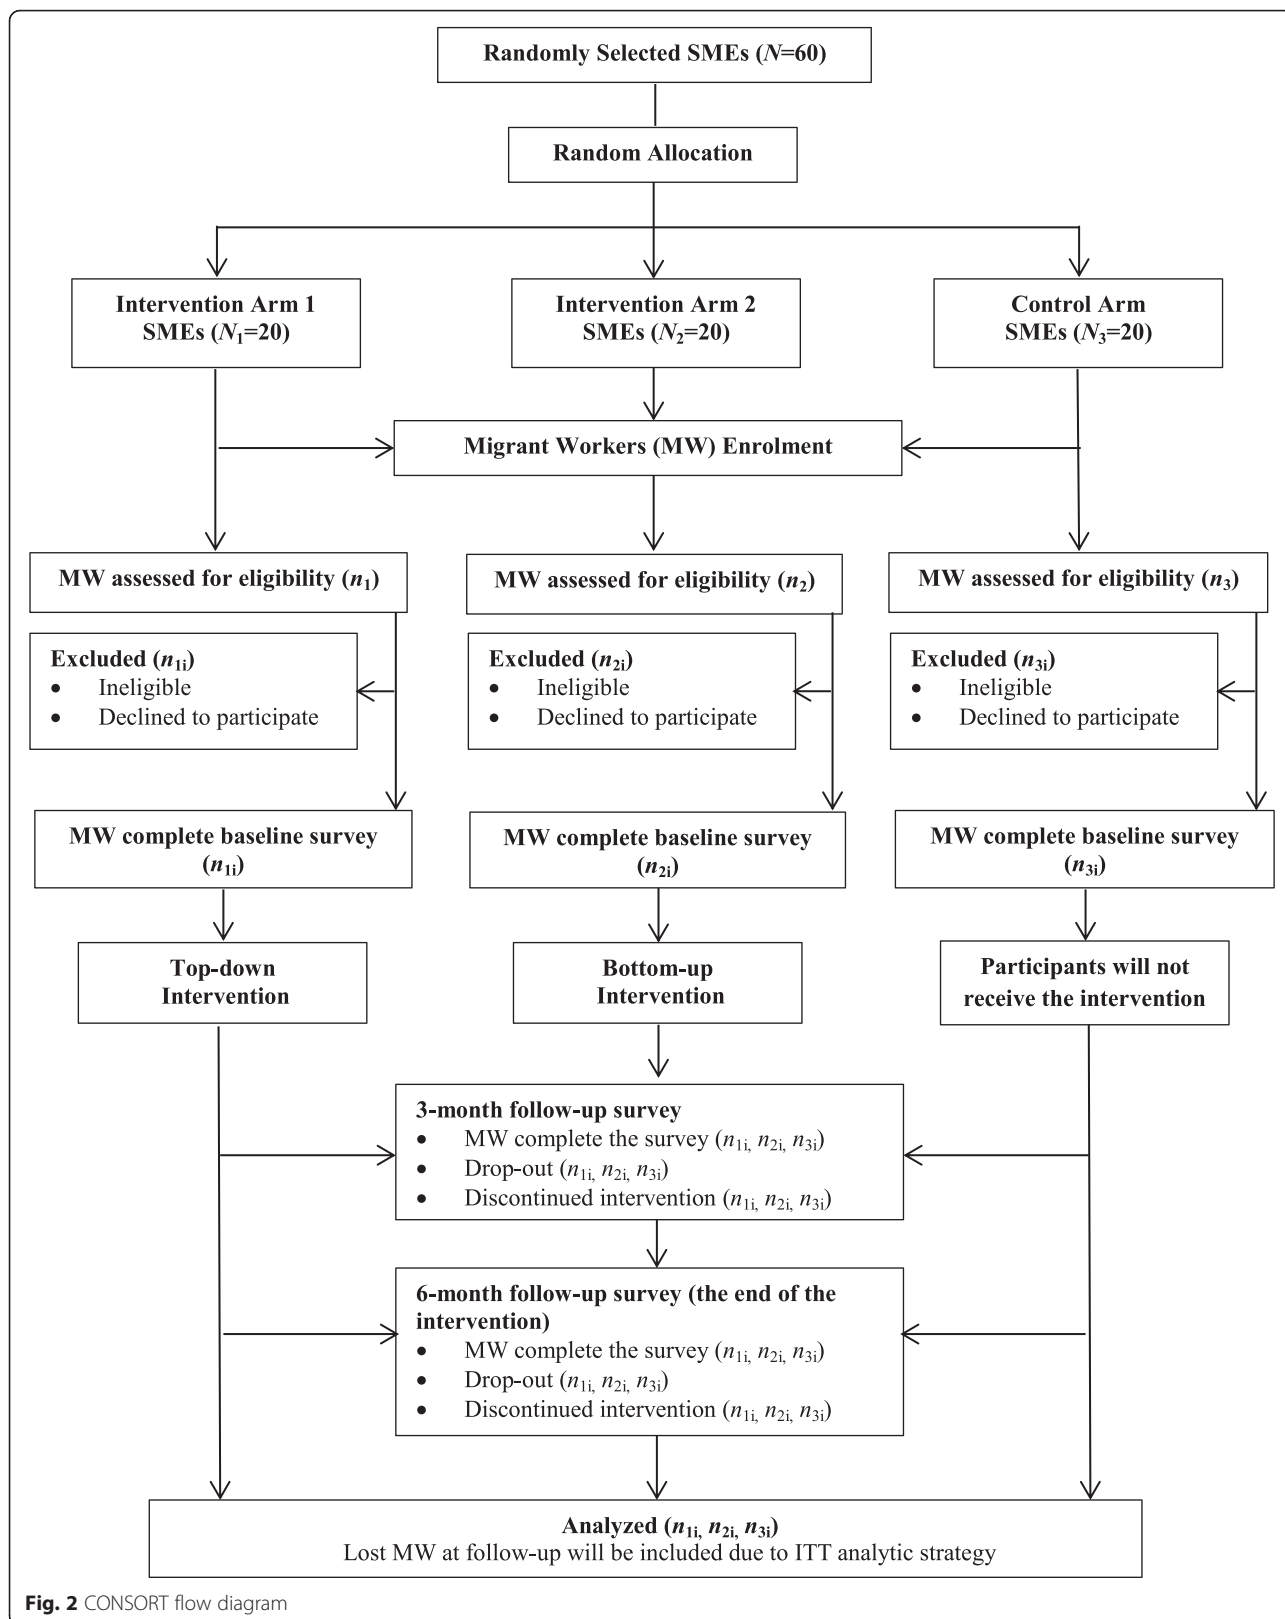 Randomly Selected SMEs (N=60)
Random Allocation
Intervention Arm 1
SMEs (N₁=20)
Intervention Arm 2
SMEs (N₂=20)
Control Arm
SMEs (N₃=20)
Migrant Workers (MW) Enrolment
MW assessed for eligibility (n₁)
MW assessed for eligibility (n₂)
MW assessed for eligibility (n₃)
Excluded (n₁ᵢ)
• Ineligible
• Declined to participate
Excluded (n₂ᵢ)
• Ineligible
• Declined to participate
Excluded (n₃ᵢ)
• Ineligible
• Declined to participate
MW complete baseline survey
(n₁ᵢ)
MW complete baseline survey
(n₂ᵢ)
MW complete baseline survey
(n₃ᵢ)
Top-down
Intervention
Bottom-up
Intervention
Participants will not
receive the intervention
3-month follow-up survey
• MW complete the survey (n₁ᵢ, n₂ᵢ, n₃ᵢ)
• Drop-out (n₁ᵢ, n₂ᵢ, n₃ᵢ)
• Discontinued intervention (n₁ᵢ, n₂ᵢ, n₃ᵢ)
6-month follow-up survey (the end of the
intervention)
• MW complete the survey (n₁ᵢ, n₂ᵢ, n₃ᵢ)
• Drop-out (n₁ᵢ, n₂ᵢ, n₃ᵢ)
• Discontinued intervention (n₁ᵢ, n₂ᵢ, n₃ᵢ)
Analyzed (n₁ᵢ, n₂ᵢ, n₃ᵢ)
Lost MW at follow-up will be included due to ITT analytic strategy
Fig. 2 CONSORT flow diagram